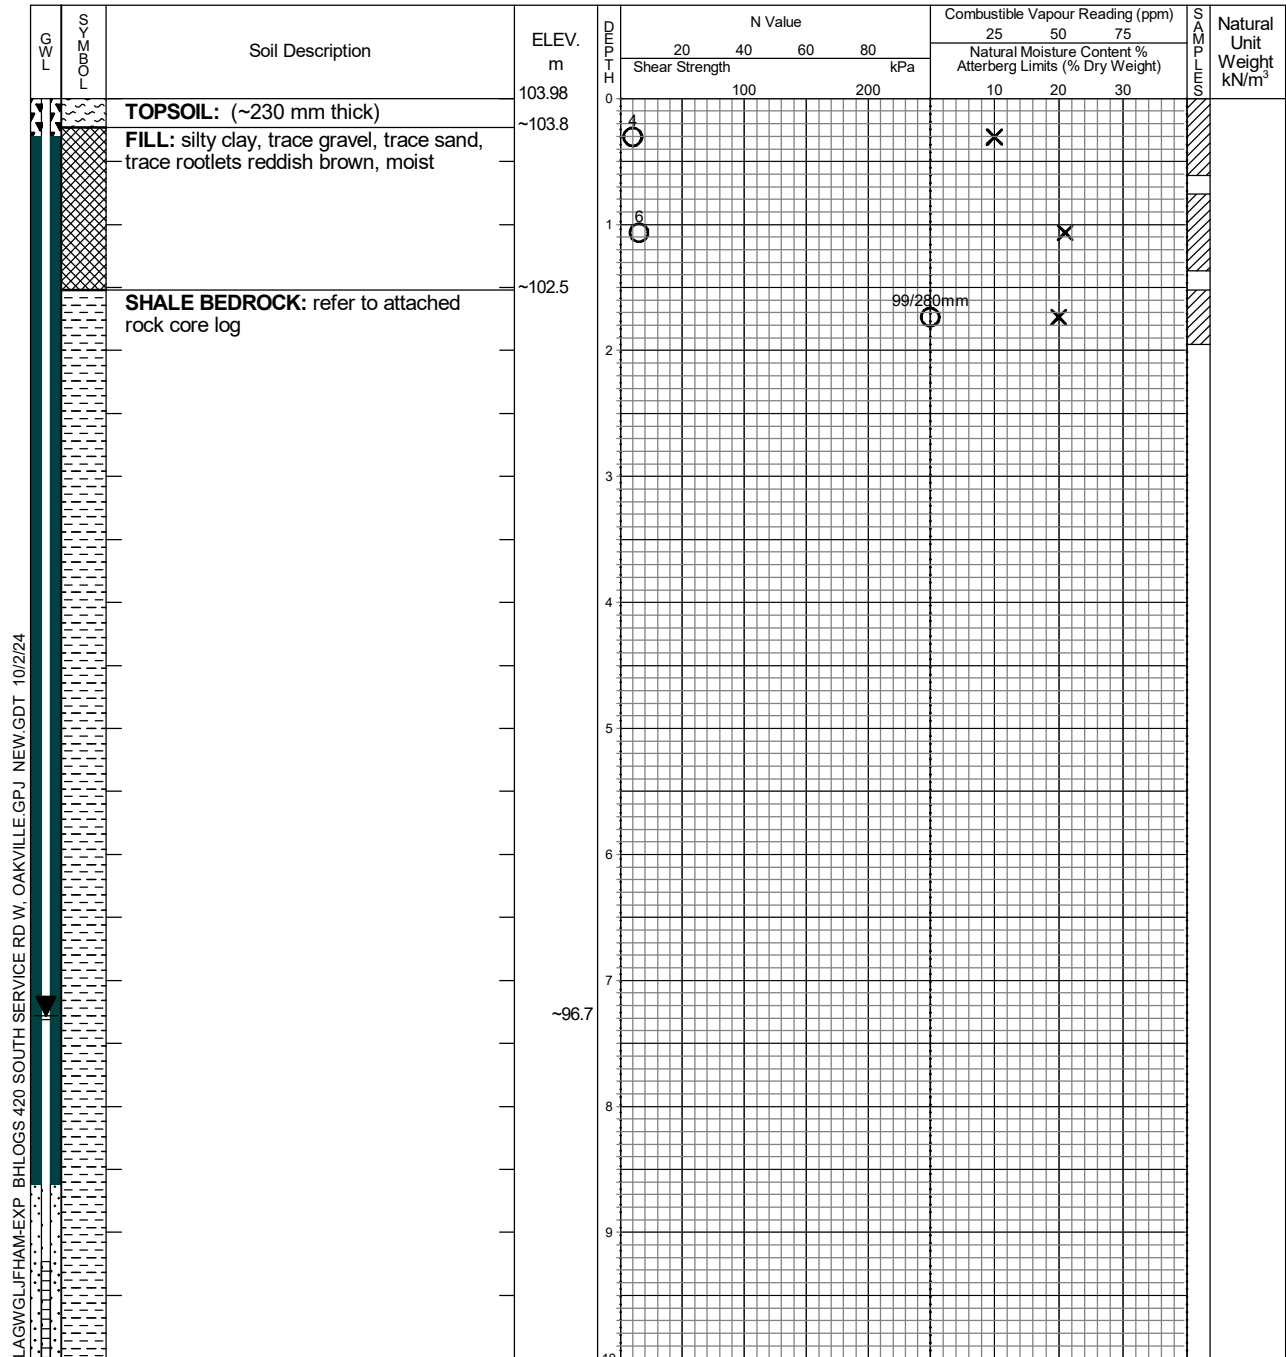 GWL
SYMBOL
Soil Description
ELEV.
m
DEPTH
N Value
20 40 60 80
Shear Strength kPa
100 200
Combustible Vapour Reading (ppm)
25 50 75
Natural Moisture Content %
Atterberg Limits (% Dry Weight)
10 20 30
SAMPLES
Natural
Unit
Weight
kN/m³
103.98
0
TOPSOIL: (~230 mm thick)
~103.8
FILL: silty clay, trace gravel, trace sand,
trace rootlets reddish brown, moist
4
1
6
~102.5
SHALE BEDROCK: refer to attached
rock core log
99/280mm
2
3
4
5
6
7
~96.7
8
9
10
LAGWGLJFHAM-EXP BHLOGS 420 SOUTH SERVICE RD W, OAKVILLE.GPJ NEW.GDT 10/2/24